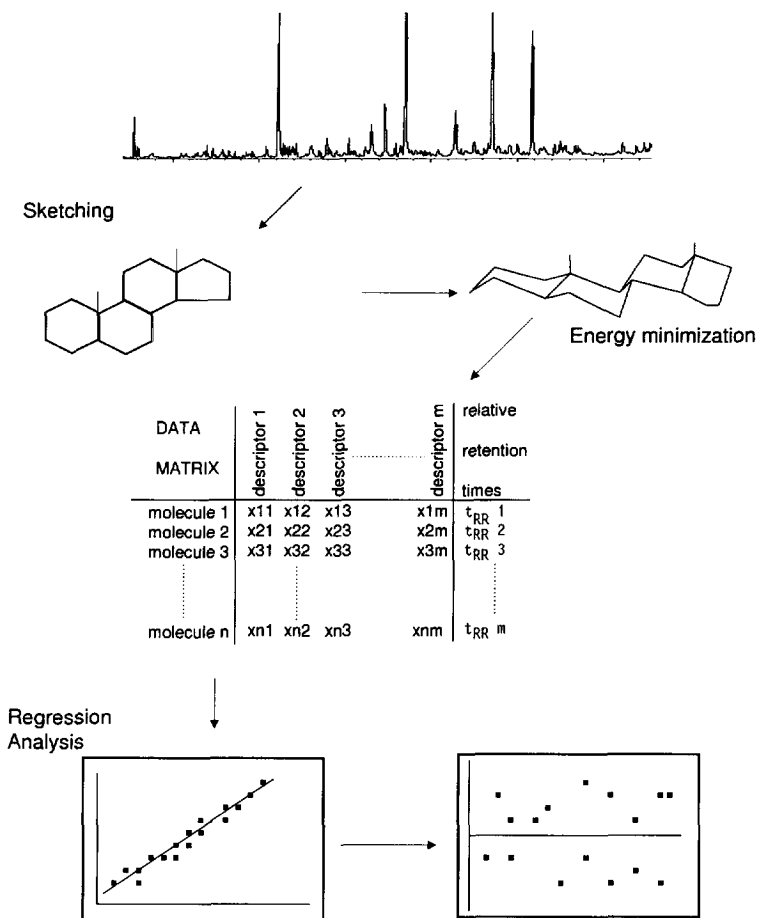 Sketching
Energy minimization
DATA
MATRIX
descriptor 1
descriptor 2
descriptor 3
descriptor m
relative
retention
times
molecule 1 x11 x12 x13 x1m tRR 1
molecule 2 x21 x22 x23 x2m tRR 2
molecule 3 x31 x32 x33 x3m tRR 3
molecule n xn1 xn2 xn3 xnm tRR m
Regression
Analysis